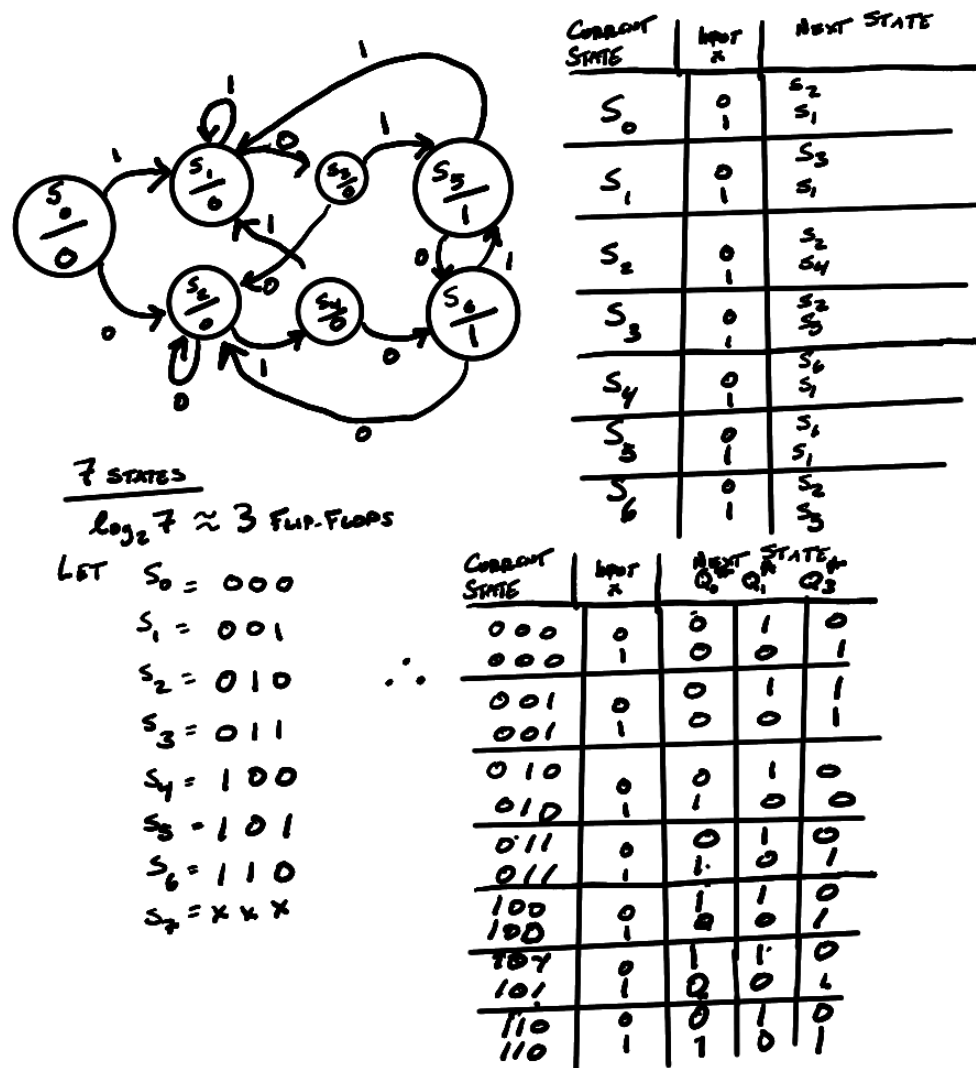 CURRENT STATE | INPUT x | NEXT STATE
S0 | 0 | S2
1 | S1
S1 | 0 | S3
1 | S1
S2 | 0 | S2
1 | S4
S3 | 0 | S2
1 | S5
S4 | 0 | S6
1 | S1
S5 | 0 | S6
1 | S1
S6 | 0 | S2
1 | S5
1
1
0
1
1
S0/0
S1/0
S3/0
S5/1
1
0
0
1
S2/0
S4/0
S6/1
0
0
1
0
0
7 STATES
log2 7 ≈ 3 FLIP-FLOPS
LET S0 = 000
S1 = 001
S2 = 010
S3 = 011
S4 = 100
S5 = 101
S6 = 110
S7 = x x x
∴
CURRENT STATE | INPUT x | NEXT STATE Q0* Q1* Q3*
000 | 0 | 0 | 1 | 0
000 | 1 | 0 | 0 | 1
001 | 0 | 0 | 1 | 1
001 | 1 | 0 | 0 | 1
010 | 0 | 0 | 1 | 0
010 | 1 | 1 | 0 | 0
011 | 0 | 0 | 1 | 0
011 | 1 | 1 | 0 | 1
100 | 0 | 1 | 1 | 0
100 | 1 | 0 | 0 | 1
101 | 0 | 1 | 1 | 0
101 | 1 | 0 | 0 | 1
110 | 0 | 0 | 1 | 0
110 | 1 | 1 | 0 | 1